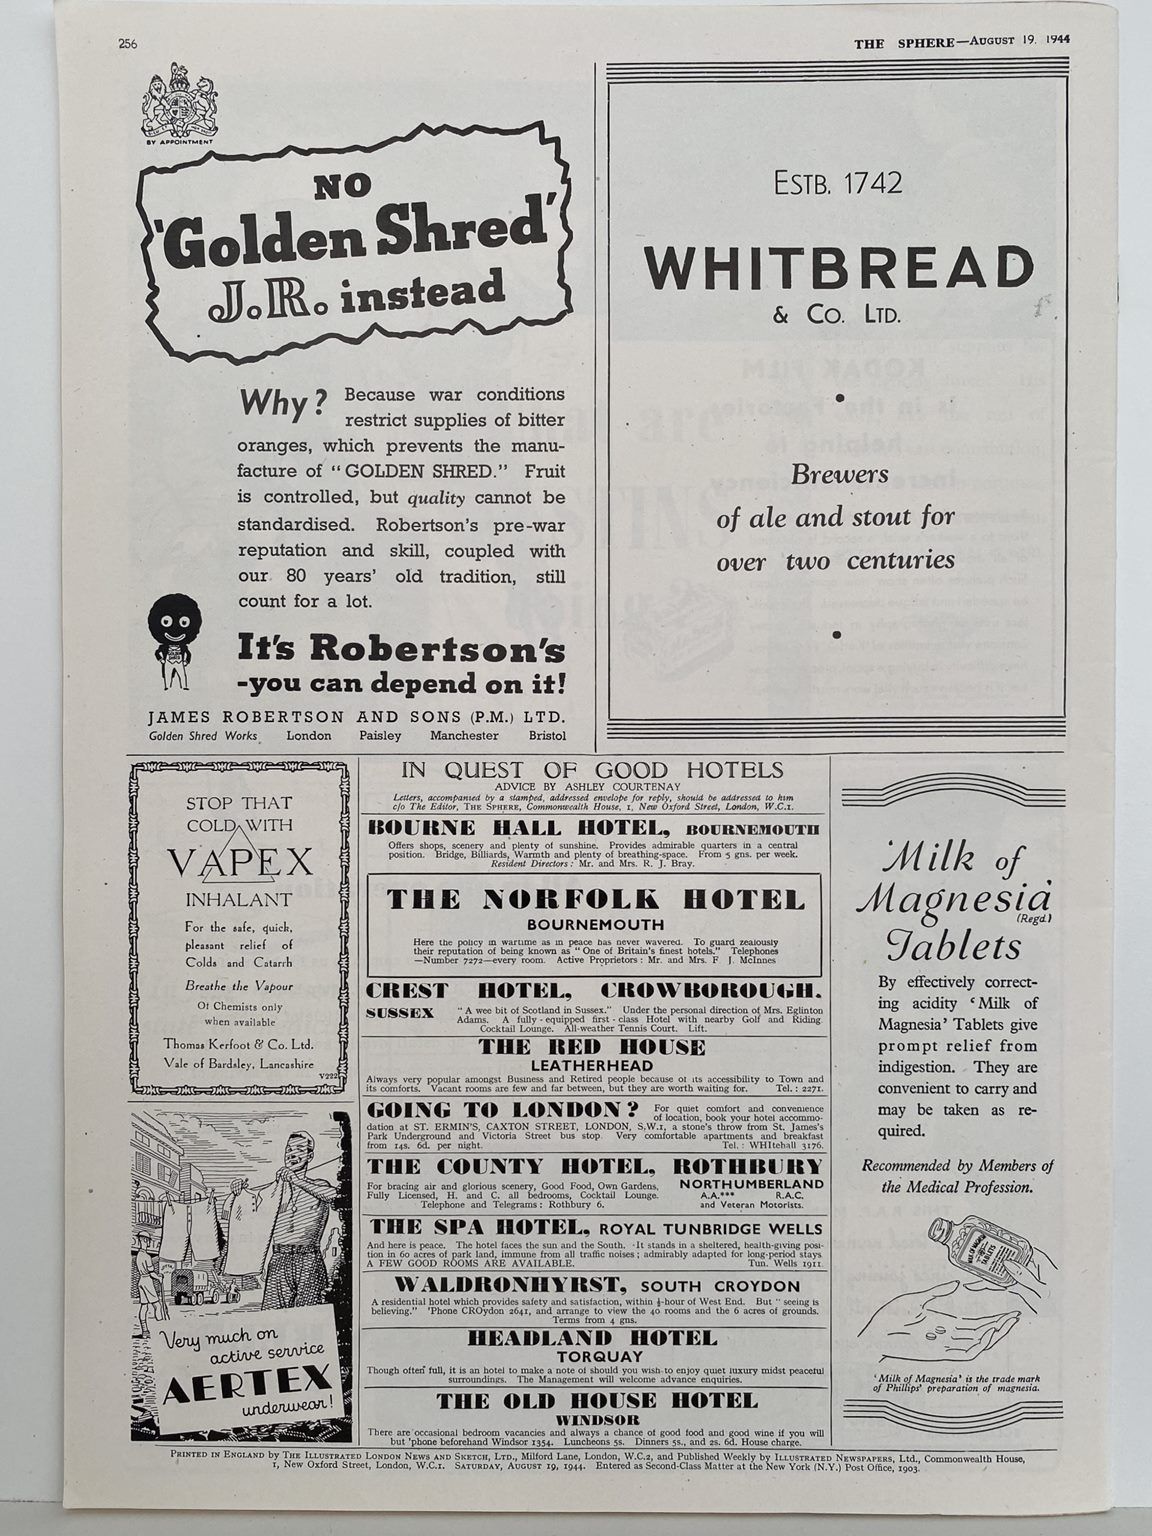 256
THE SPHERE—AUGUST 19, 1944
BY APPOINTMENT
NO
'Golden Shred'
J.R. instead
Why? Because war conditions
restrict supplies of bitter
oranges, which prevents the manu-
facture of "GOLDEN SHRED." Fruit
is controlled, but quality cannot be
standardised. Robertson's pre-war
reputation and skill, coupled with
our 80 years' old tradition, still
count for a lot.
It's Robertson's
-you can depend on it!
JAMES ROBERTSON AND SONS (P.M.) LTD.
Golden Shred Works, London Paisley Manchester Bristol
ESTB. 1742
WHITBREAD
& CO. LTD.
Brewers
of ale and stout for
over two centuries
STOP THAT
COLD WITH
VAPEX
INHALANT
For the safe, quick,
pleasant relief of
Colds and Catarrh
Breathe the Vapour
Of Chemists only
when available
Thomas Kerfoot & Co. Ltd.
Vale of Bardsley, Lancashire
V222
Very much on
active service
AERTEX
underwear!
IN QUEST OF GOOD HOTELS
ADVICE BY ASHLEY COURTENAY
Letters, accompanied by a stamped, addressed envelope for reply, should be addressed to him
c/o The Editor, THE SPHERE, Commonwealth House, 1, New Oxford Street, London, W.C.1.
BOURNE HALL HOTEL, BOURNEMOUTH
Offers shops, scenery and plenty of sunshine. Provides admirable quarters in a central
position. Bridge, Billiards, Warmth and plenty of breathing-space. From 5 gns. per week.
Resident Directors: Mr. and Mrs. R. J. Bray.
THE NORFOLK HOTEL
BOURNEMOUTH
Here the policy in wartime as in peace has never wavered. To guard zealously
their reputation of being known as "One of Britain's finest hotels." Telephones
—Number 7272—every room. Active Proprietors: Mr. and Mrs. F. J. McInnes
CREST HOTEL, CROWBOROUGH.
SUSSEX "A wee bit of Scotland in Sussex." Under the personal direction of Mrs. Eglinton
Adams. A fully-equipped first-class Hotel with nearby Golf and Riding.
Cocktail Lounge. All-weather Tennis Court. Lift.
THE RED HOUSE
LEATHERHEAD
Always very popular amongst Business and Retired people because of its accessibility to Town and
its comforts. Vacant rooms are few and far between, but they are worth waiting for. Tel.: 2271.
GOING TO LONDON? For quiet comfort and convenience
of location, book your hotel accommo-
dation at ST. ERMIN'S, CAXTON STREET, LONDON, S.W.1, a stone's throw from St. James's
Park Underground and Victoria Street bus stop. Very comfortable apartments and breakfast
from 14s. 6d. per night. Tel.: WHItehall 3176.
THE COUNTY HOTEL, ROTHBURY
For bracing air and glorious scenery, Good Food, Own Gardens, NORTHUMBERLAND
Fully Licensed, H. and C. all bedrooms, Cocktail Lounge. A.A.*** R.A.C.
Telephone and Telegrams: Rothbury 6. and Veteran Motorists.
THE SPA HOTEL, ROYAL TUNBRIDGE WELLS
And here is peace. The hotel faces the sun and the South. It stands in a sheltered, health-giving posi-
tion in 60 acres of park land, immune from all traffic noises; admirably adapted for long-period stays.
A FEW GOOD ROOMS ARE AVAILABLE. Tun. Wells 1911.
WALDRONHYRST, SOUTH CROYDON
A residential hotel which provides safety and satisfaction, within ½-hour of West End. But "seeing is
believing." 'Phone CROydon 2641, and arrange to view the 40 rooms and the 6 acres of grounds.
Terms from 4 gns.
HEADLAND HOTEL
TORQUAY
Though often full, it is an hotel to make a note of should you wish to enjoy quiet luxury midst peaceful
surroundings. The Management will welcome advance enquiries.
THE OLD HOUSE HOTEL
WINDSOR
There are occasional bedroom vacancies and always a chance of good food and good wine if you will
but 'phone beforehand Windsor 1354. Luncheons 5s. Dinners 5s., and 2s. 6d. House charge.
'Milk of
Magnesia'
(Regd.)
Tablets
By effectively correct-
ing acidity 'Milk of
Magnesia' Tablets give
prompt relief from
indigestion. They are
convenient to carry and
may be taken as re-
quired.
Recommended by Members of
the Medical Profession.
MILK OF MAGNESIA
TABLETS
'Milk of Magnesia' is the trade mark
of Phillips' preparation of magnesia.
PRINTED IN ENGLAND by THE ILLUSTRATED LONDON NEWS AND SKETCH, LTD., Milford Lane, London, W.C.2, and Published Weekly by ILLUSTRATED NEWSPAPERS, Ltd., Commonwealth House,
1, New Oxford Street, London, W.C.1. SATURDAY, AUGUST 19, 1944. Entered as Second-Class Matter at the New York (N.Y.) Post Office, 1903.